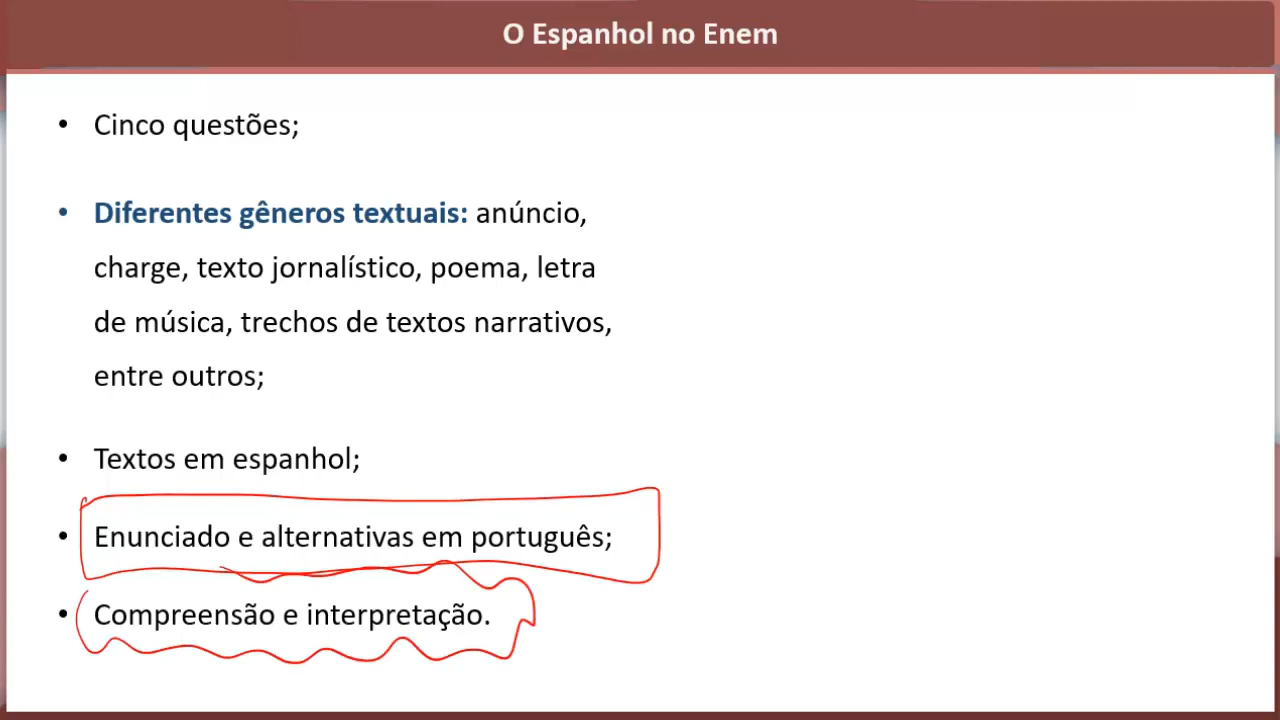 O Espanhol no Enem
• Cinco questões;
• Diferentes gêneros textuais: anúncio,
charge, texto jornalístico, poema, letra
de música, trechos de textos narrativos,
entre outros;
• Textos em espanhol;
• Enunciado e alternativas em português;
• Compreensão e interpretação.